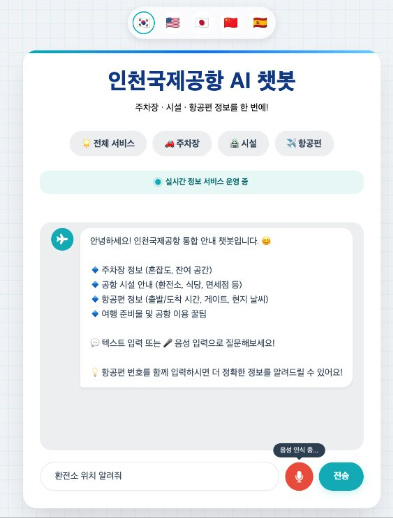 인천국제공항 AI 챗봇
주차장 · 시설 · 항공편 정보를 한 번에!
전체 서비스
주차장
시설
항공편
실시간 정보 서비스 운영 중
안녕하세요! 인천국제공항 통합 안내 챗봇입니다. 😊
🔹 주차장 정보 (혼잡도, 잔여 공간)
🔹 공항 시설 안내 (환전소, 식당, 면세점 등)
🔹 항공편 정보 (출발/도착 시간, 게이트, 현지 날씨)
🔹 여행 준비물 및 공항 이용 꿀팁
💬 텍스트 입력 또는 🎤 음성 입력으로 질문해보세요!
💡 항공편 번호를 함께 입력하시면 더 정확한 정보를 알려드릴 수 있어요!
음성 인식 중...
환전소 위치 알려줘
전송